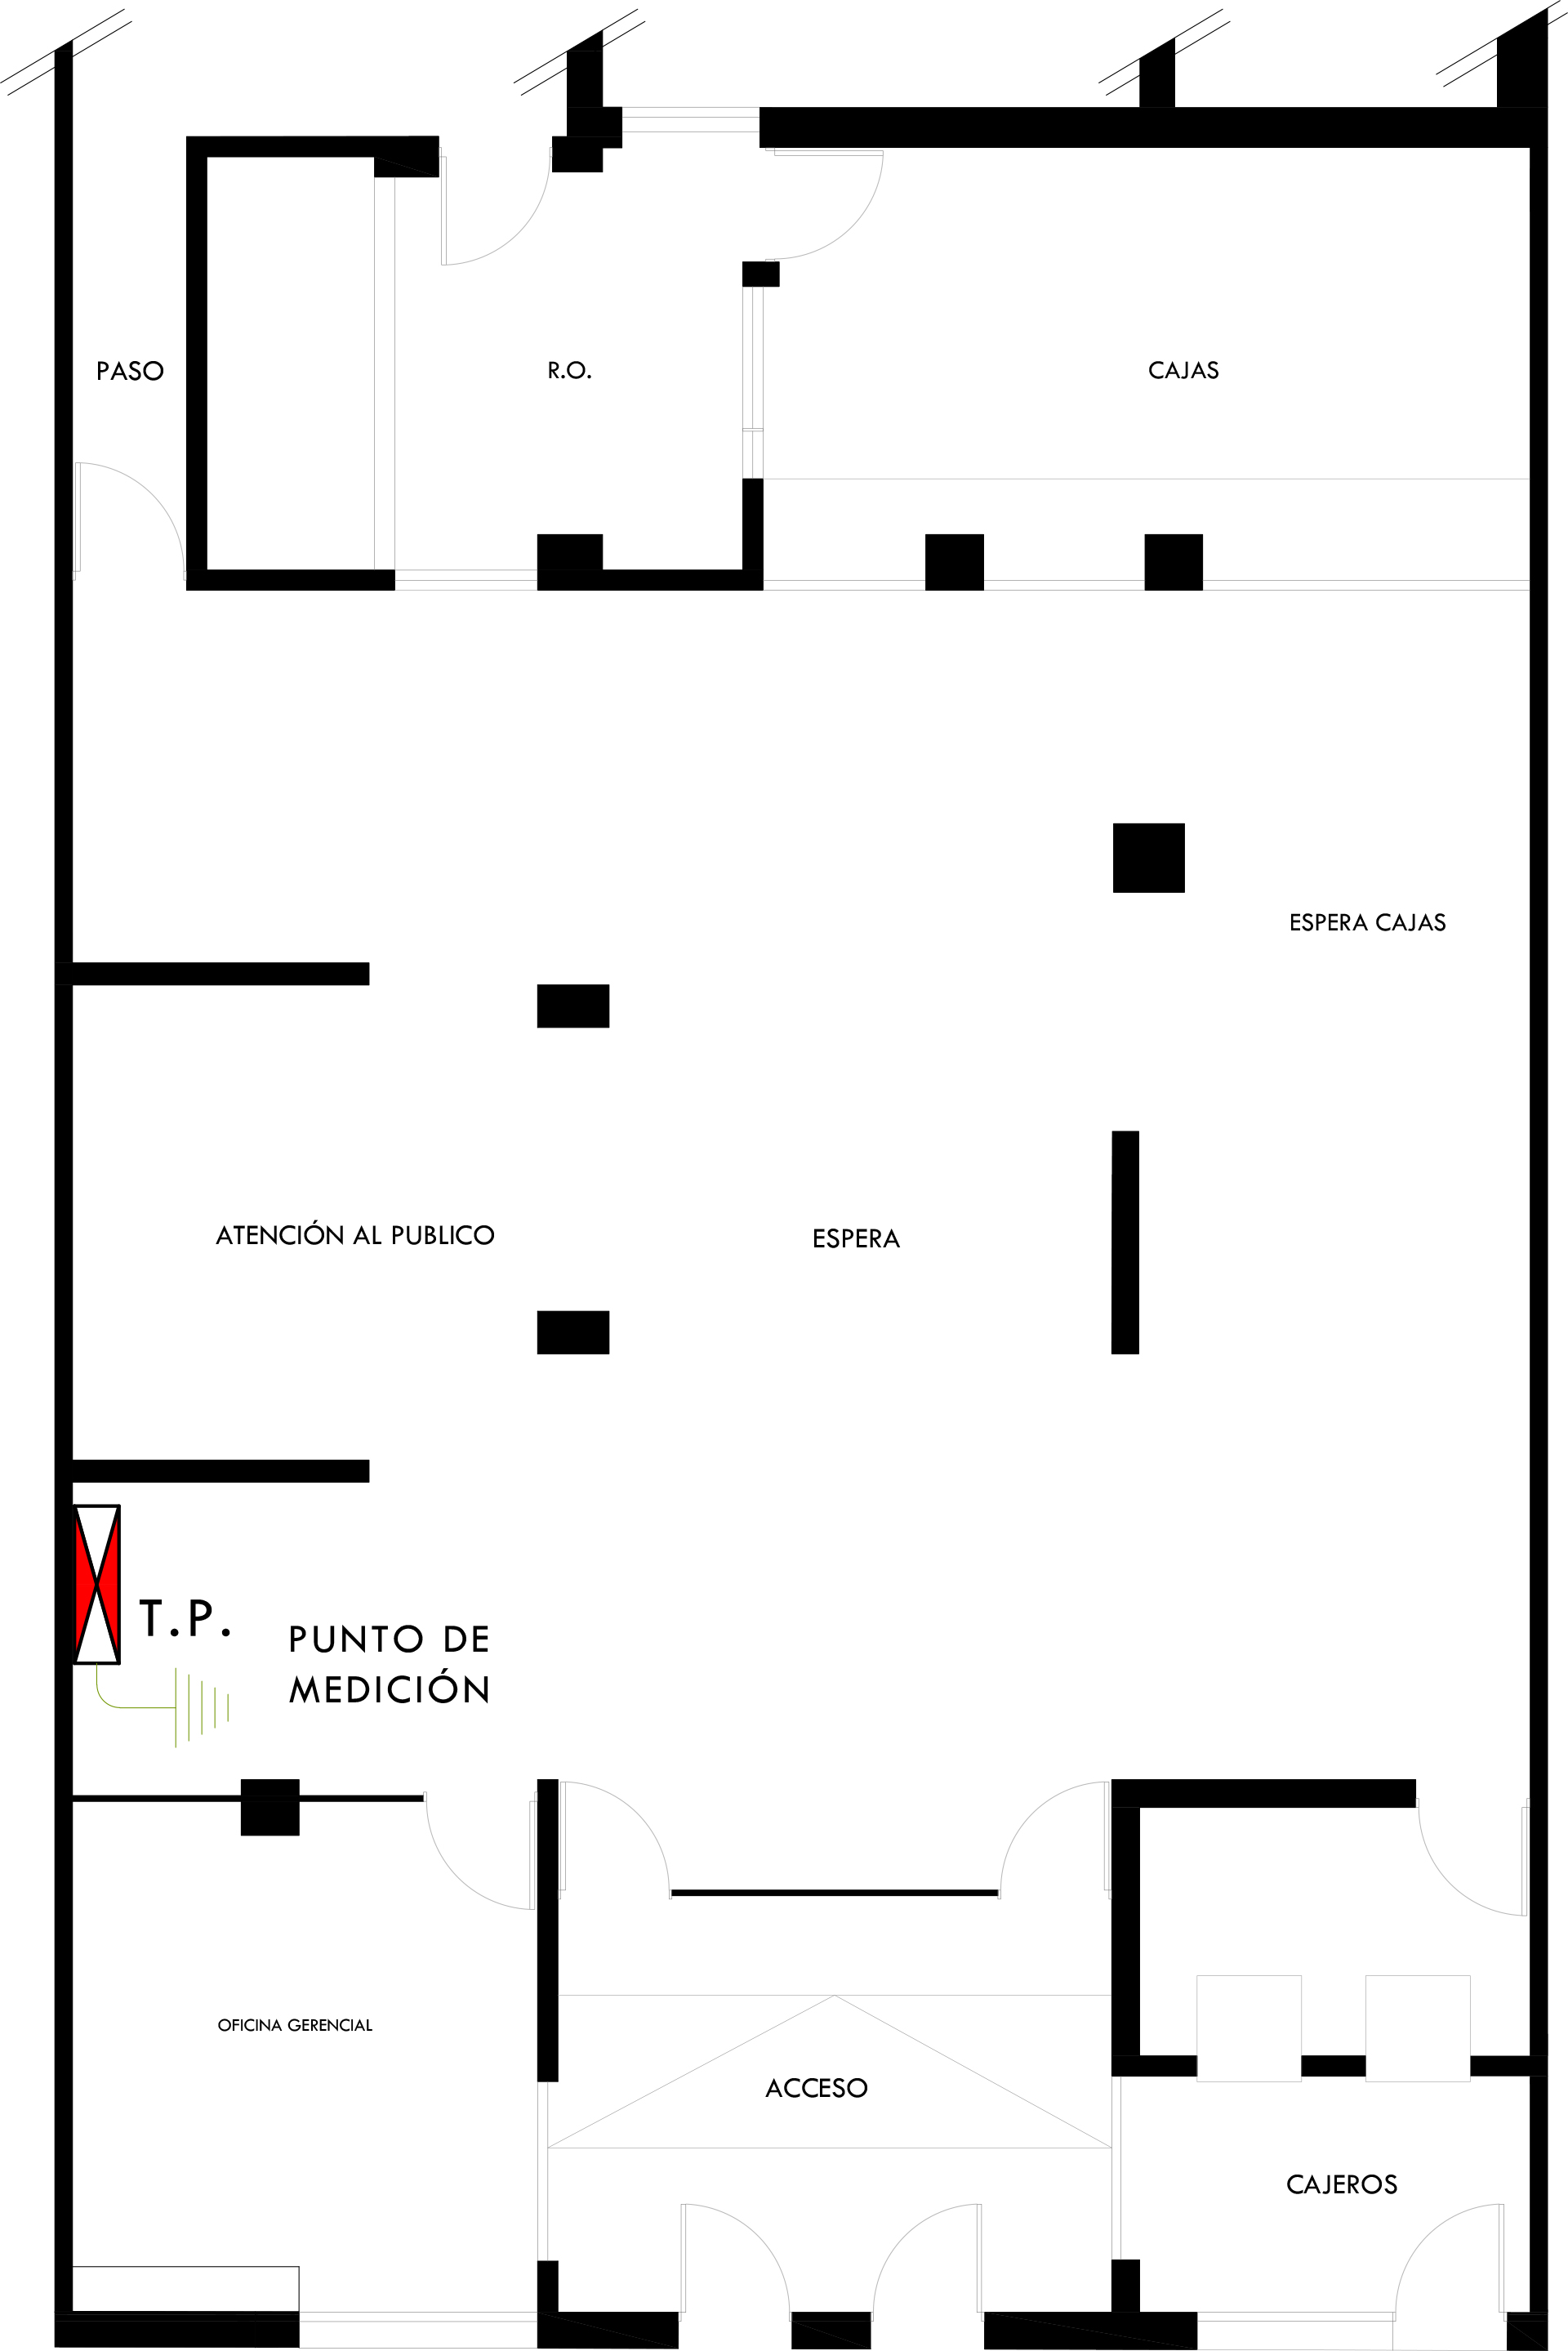 PASO
R.O.
CAJAS
ESPERA CAJAS
ATENCIÓN AL PUBLICO
ESPERA
T.P.
PUNTO DE
MEDICIÓN
OFICINA GERENCIAL
ACCESO
CAJEROS